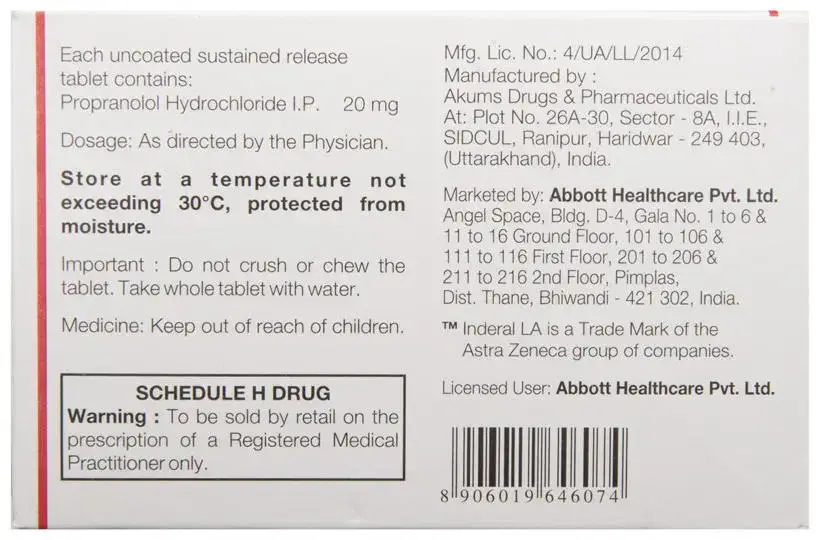 Each uncoated sustained release
tablet contains:
Propranolol Hydrochloride I.P. 20 mg
Dosage: As directed by the Physician.
Store at a temperature not
exceeding 30°C, protected from
moisture.
Important : Do not crush or chew the
tablet. Take whole tablet with water.
Medicine: Keep out of reach of children.
SCHEDULE H DRUG
Warning : To be sold by retail on the
prescription of a Registered Medical
Practitioner only.
Mfg. Lic. No.: 4/UA/LL/2014
Manufactured by :
Akums Drugs & Pharmaceuticals Ltd.
At: Plot No. 26A-30, Sector - 8A, I.I.E.,
SIDCUL, Ranipur, Haridwar - 249 403,
(Uttarakhand), India.
Marketed by: Abbott Healthcare Pvt. Ltd.
Angel Space, Bldg. D-4, Gala No. 1 to 6 &
11 to 16 Ground Floor, 101 to 106 &
111 to 116 First Floor, 201 to 206 &
211 to 216 2nd Floor, Pimplas,
Dist. Thane, Bhiwandi - 421 302, India.
™ Inderal LA is a Trade Mark of the
Astra Zeneca group of companies.
Licensed User: Abbott Healthcare Pvt. Ltd.
8 906019 646074